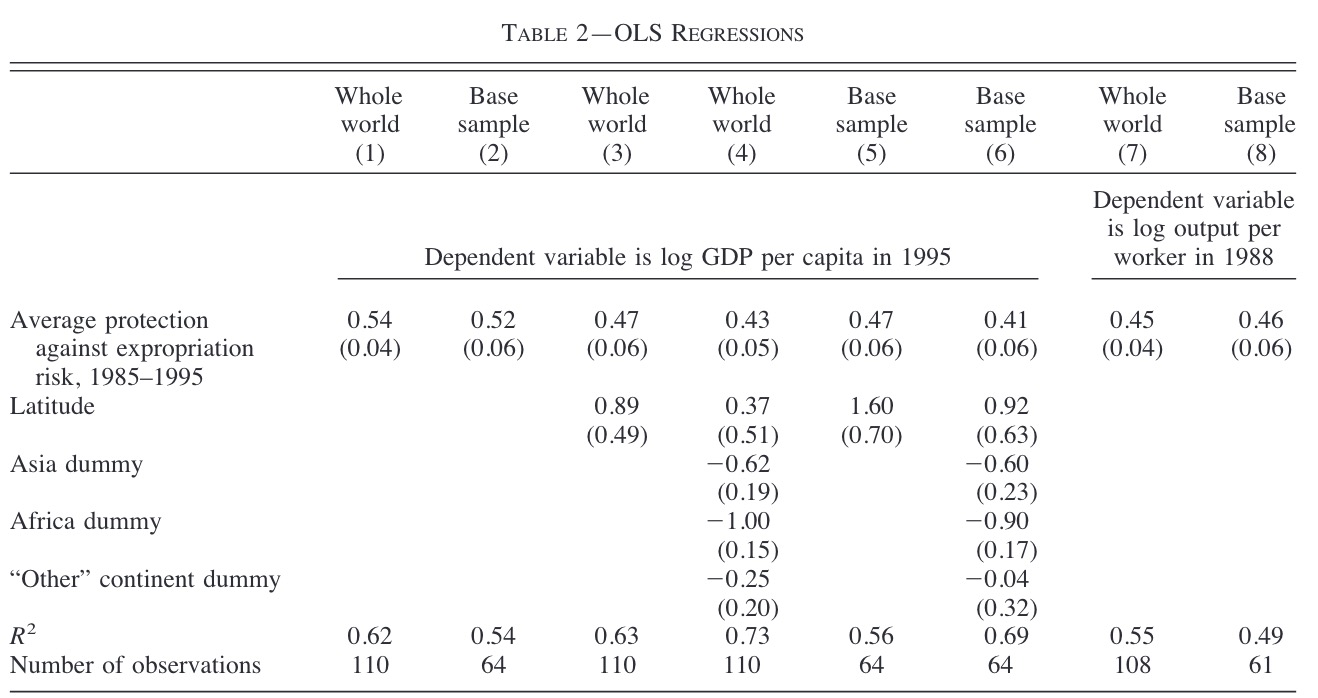 TABLE 2—OLS REGRESSIONS
Whole Base Whole Whole Base Base Whole Base
world sample world world sample sample world sample
(1) (2) (3) (4) (5) (6) (7) (8)
Dependent variable
is log output per
Dependent variable is log GDP per capita in 1995 worker in 1988
Average protection 0.54 0.52 0.47 0.43 0.47 0.41 0.45 0.46
against expropriation (0.04) (0.06) (0.06) (0.05) (0.06) (0.06) (0.04) (0.06)
risk, 1985–1995
Latitude 0.89 0.37 1.60 0.92
(0.49) (0.51) (0.70) (0.63)
Asia dummy −0.62 −0.60
(0.19) (0.23)
Africa dummy −1.00 −0.90
(0.15) (0.17)
“Other” continent dummy −0.25 −0.04
(0.20) (0.32)
R² 0.62 0.54 0.63 0.73 0.56 0.69 0.55 0.49
Number of observations 110 64 110 110 64 64 108 61